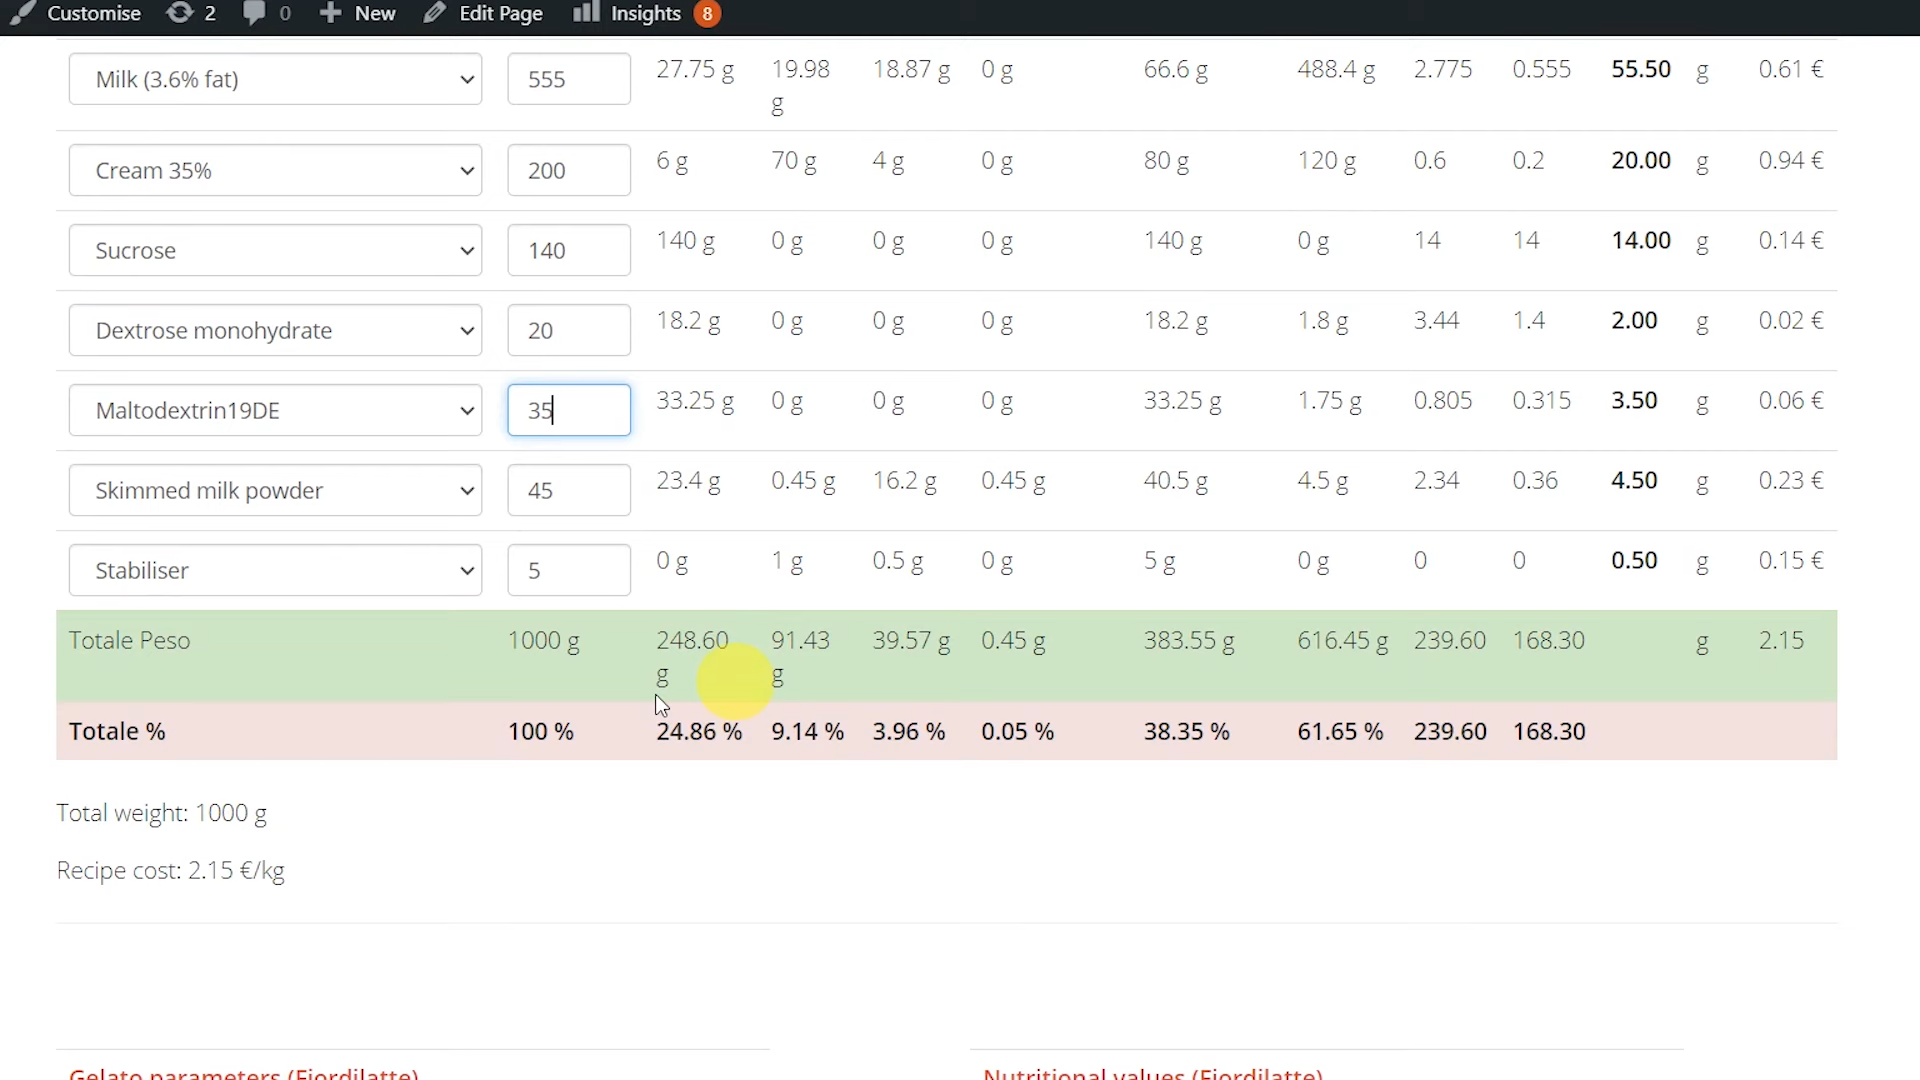 Customise 2 0 New Edit Page Insights 8
Milk (3.6% fat) 555 27.75 g 19.98 g 18.87 g 0 g 66.6 g 488.4 g 2.775 0.555 55.50 g 0.61 €
Cream 35% 200 6 g 70 g 4 g 0 g 80 g 120 g 0.6 0.2 20.00 g 0.94 €
Sucrose 140 140 g 0 g 0 g 0 g 140 g 0 g 14 14 14.00 g 0.14 €
Dextrose monohydrate 20 18.2 g 0 g 0 g 0 g 18.2 g 1.8 g 3.44 1.4 2.00 g 0.02 €
Maltodextrin19DE 35 33.25 g 0 g 0 g 0 g 33.25 g 1.75 g 0.805 0.315 3.50 g 0.06 €
Skimmed milk powder 45 23.4 g 0.45 g 16.2 g 0.45 g 40.5 g 4.5 g 2.34 0.36 4.50 g 0.23 €
Stabiliser 5 0 g 1 g 0.5 g 0 g 5 g 0 g 0 0 0.50 g 0.15 €
Totale Peso 1000 g 248.60 g 91.43 g 39.57 g 0.45 g 383.55 g 616.45 g 239.60 168.30 g 2.15
Totale % 100 % 24.86 % 9.14 % 3.96 % 0.05 % 38.35 % 61.65 % 239.60 168.30
Total weight: 1000 g
Recipe cost: 2.15 €/kg
Gelato parameters (Fiordilatte) Nutritional values (Fiordilatte)